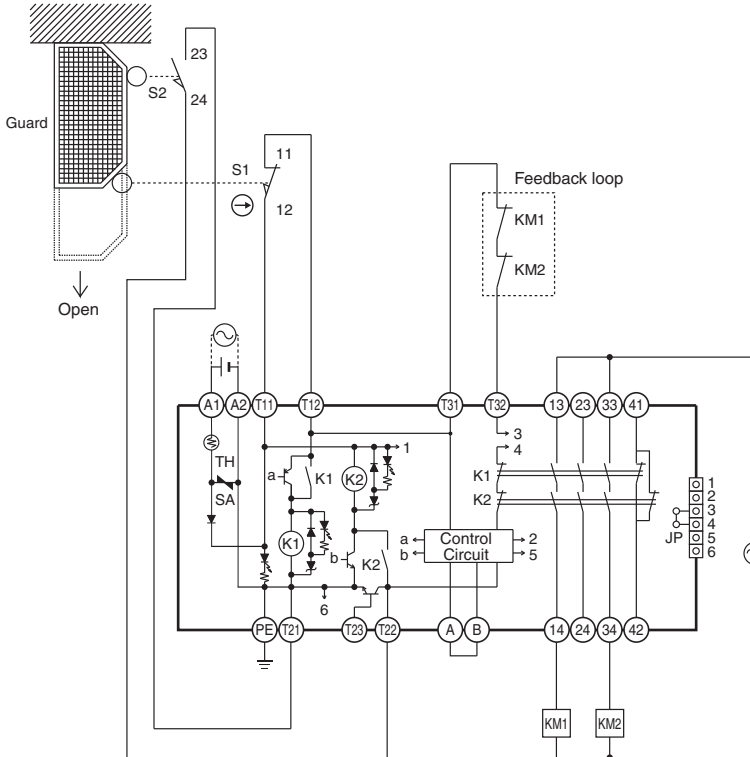 23
S2
24
Guard
11
S1
12
Feedback loop
KM1
KM2
Open
A1
A2
T11
T12
T31
T32
13
23
33
41
3
1
4
TH
a
K1
K2
K1
1
SA
K2
2
3
K1
a
Control
2
4
b
K2
b
Circuit
5
JP
5
6
6
PE
T21
T23
T22
A
B
14
24
34
42
KM1
KM2